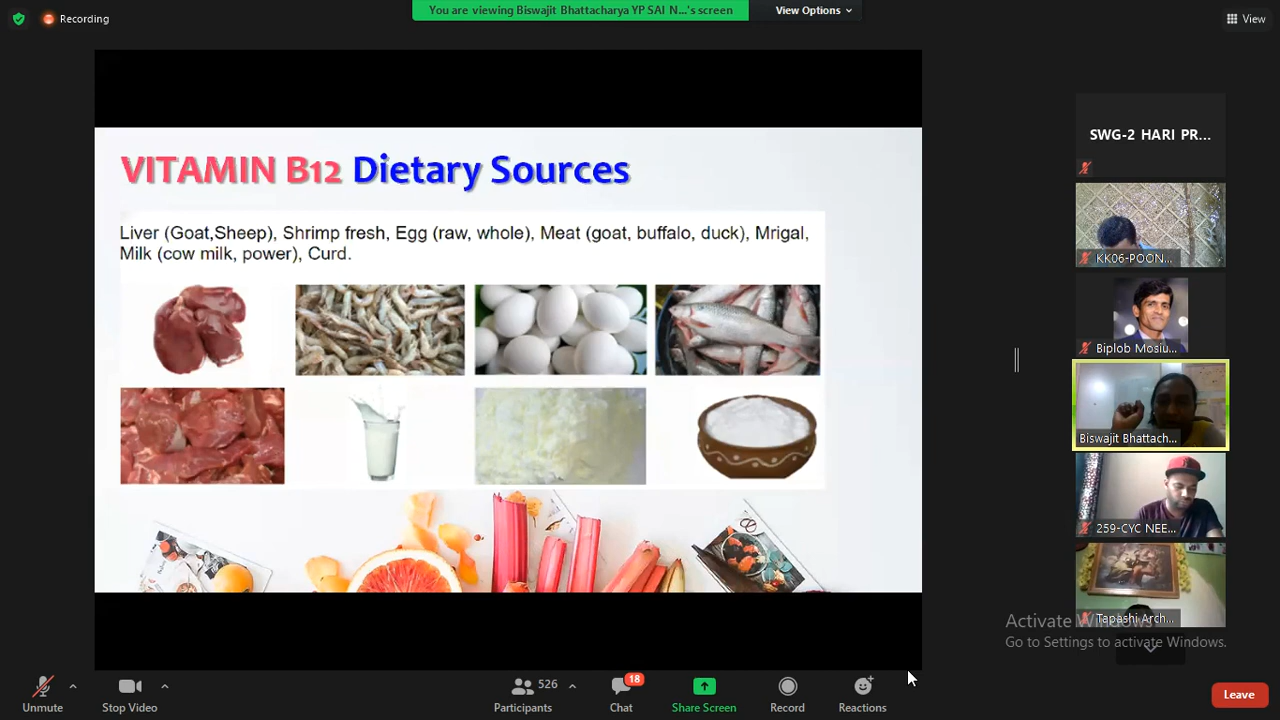 Recording
You are viewing Biswajit Bhattacharya YP SAI N...'s screen
View Options
View
VITAMIN B12 Dietary Sources
Liver (Goat,Sheep), Shrimp fresh, Egg (raw, whole), Meat (goat, buffalo, duck), Mrigal,
Milk (cow milk, power), Curd.
SWG-2 HARI PR...
KK06-POON...
Biplob Mosiu...
Biswajit Bhattach...
259-CYC NEE...
Tapashi Arch...
Activate Windows
Go to Settings to activate Windows.
Unmute
Stop Video
526
Participants
18
Chat
Share Screen
Record
Reactions
Leave